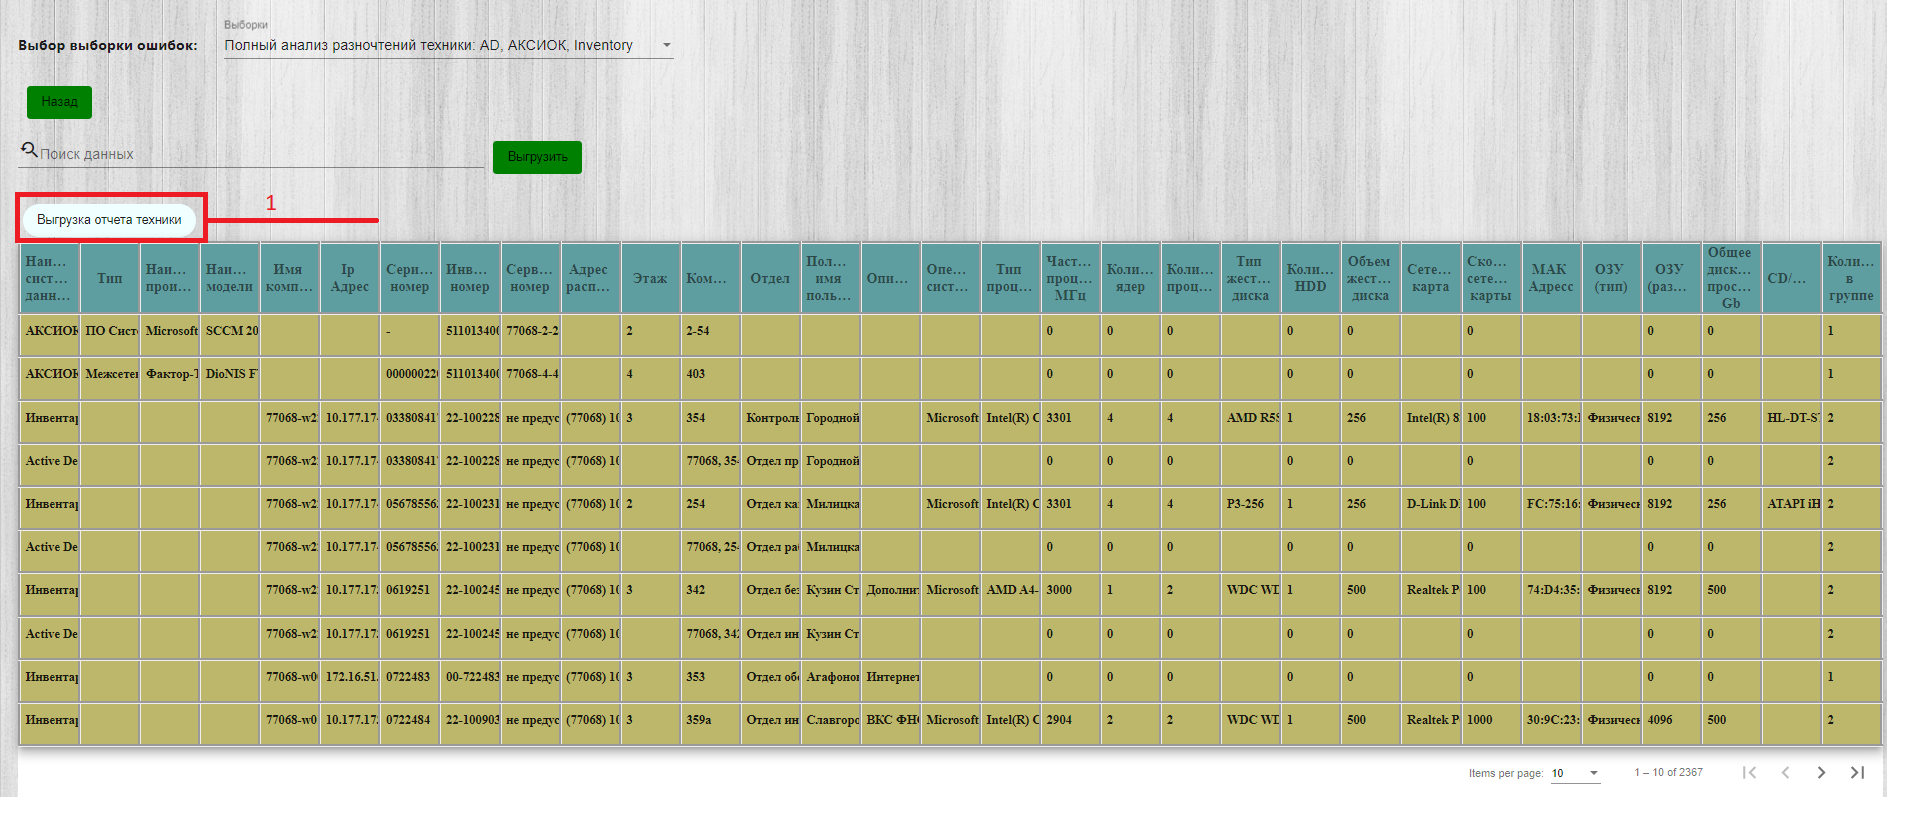 Выборки
Выбор выборки ошибок: Полный анализ разночтений техники: AD, АКСИОК, Inventory
Назад
Поиск данных Выгрузить
1
Выгрузка отчета техники
Наи... сист... данн... Тип Наи... прои... Наи... модели Имя комп... Ip Адрес Сери... номер Инв... номер Серв... номер Адрес расп... Этаж Ком... Отдел Пол... имя поль... Опи... Опе... сист... Тип проц... Част... проц... МГц Коли... ядер Коли... проц... Тип жест... диска Коли... HDD Объем жест... диска Сете... карта Ско... сете... карты МАК Адресс ОЗУ (тип) ОЗУ (раз... Общее диск... прос... Gb CD/... Коли... в группе
АКСИОК ПО Сист Microsoft SCCM 20 - 511013400 77068-2-2 2 2-54 0 0 0 0 0 0 0 0 1
АКСИОК Межсетев Фактор-Т DioNIS F 000000220 511013400 77068-4-4 4 403 0 0 0 0 0 0 0 0 1
Инвентар 77068-w2 10.177.17 03380841 22-100228 не предус (77068) 10 3 354 Контроль Городной Microsoft Intel(R) C 3301 4 4 AMD R5S 1 256 Intel(R) 8 100 18:03:73: Физическ 8192 256 HL-DT-S 2
Active De 77068-w2 10.177.17 03380841 22-100228 не предус (77068) 10 77068, 354 Отдел пр Городной 0 0 0 0 0 0 0 0 2
Инвентар 77068-w2 10.177.17 05678556 22-100231 не предус (77068) 10 2 254 Отдел ка Милицка Microsoft Intel(R) C 3301 4 4 P3-256 1 256 D-Link D 100 FC:75:16: Физическ 8192 256 ATAPI iH 2
Active De 77068-w2 10.177.17 05678556 22-100231 не предус (77068) 10 77068, 254 Отдел ра Милицка 0 0 0 0 0 0 0 0 2
Инвентар 77068-w2 10.177.17 0619251 22-100245 не предус (77068) 10 3 342 Отдел без Кузин Ст Дополнит Microsoft AMD A4- 3000 1 2 WDC WD 1 500 Realtek P 100 74:D4:35: Физическ 8192 500 2
Active De 77068-w2 10.177.17 0619251 22-100245 не предус (77068) 10 77068, 342 Отдел ин Кузин Ст 0 0 0 0 0 0 0 0 2
Инвентар 77068-w0 172.16.51. 0722483 00-722483 не предус (77068) 10 3 353 Отдел об Агафонов Интернет 0 0 0 0 0 0 0 0 1
Инвентар 77068-w0 10.177.17 0722484 22-100903 не предус (77068) 10 3 359а Отдел ин Славгоро ВКС ФНС Microsoft Intel(R) C 2904 2 2 WDC WD 1 500 Realtek P 1000 30:9C:23: Физическ 4096 500 2
Items per page: 10 1 – 10 of 2367